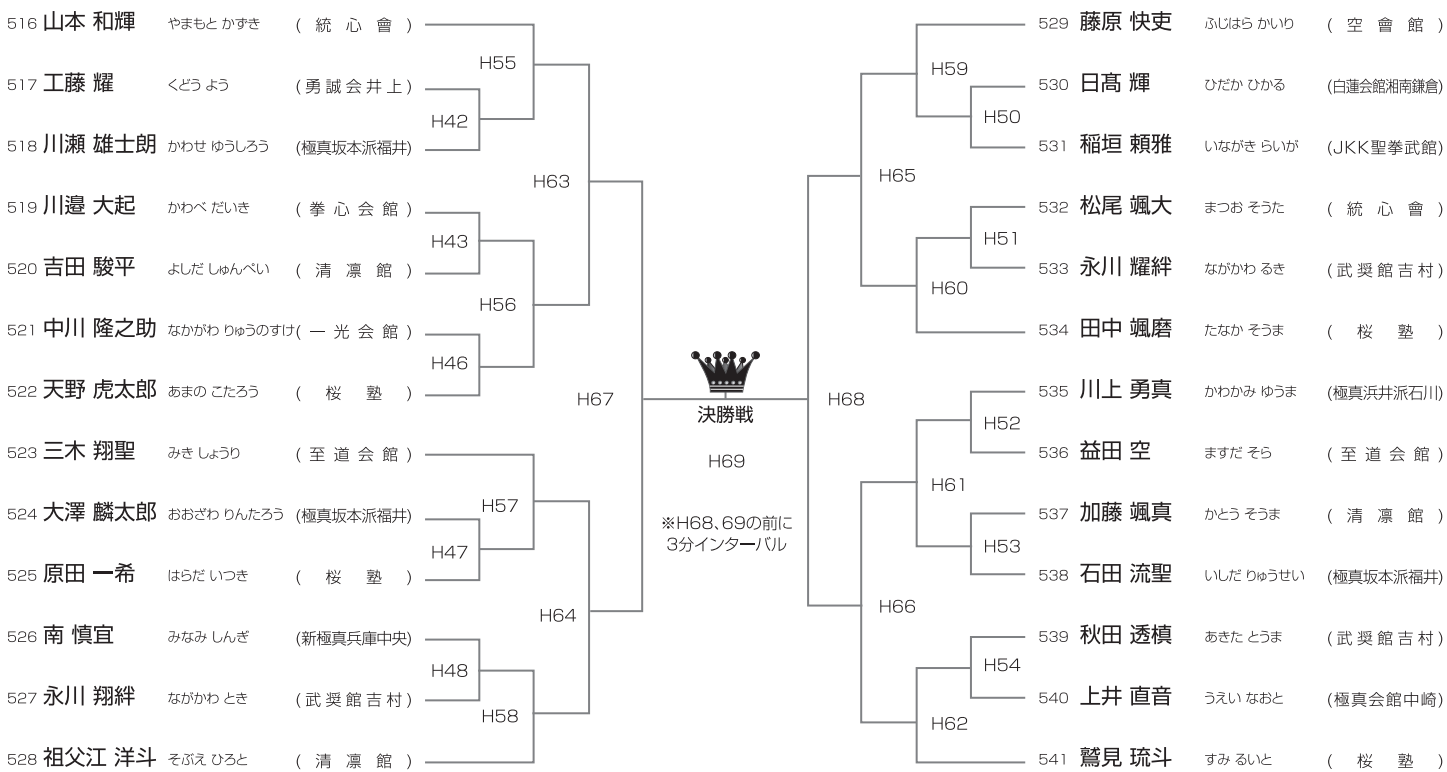 516 山本 和輝 やまもと かずき (統心會)
517 工藤 耀 くどう よう (勇誠会井上)
518 川瀬 雄士朗 かわせ ゆうしろう (極真坂本派福井)
519 川邉 大起 かわべ だいき (拳心会館)
520 吉田 駿平 よしだ しゅんぺい (清凛館)
521 中川 隆之助 なかがわ りゅうのすけ (一光会館)
522 天野 虎太郎 あまの こたろう (桜塾)
523 三木 翔聖 みき しょうり (至道会館)
524 大澤 麟太郎 おおざわ りんたろう (極真坂本派福井)
525 原田 一希 はらだ いつき (桜塾)
526 南 慎宜 みなみ しんぎ (新極真兵庫中央)
527 永川 翔絆 ながかわ とき (武奨館吉村)
528 祖父江 洋斗 そぶえ ひろと (清凛館)
H55
H42
H63
H43
H56
H46
H67
H57
H47
H64
H48
H58
決勝戦
H69
※H68、69の前に
3分インターバル
H59
H50
H65
H51
H60
H68
H52
H61
H53
H66
H54
H62
529 藤原 快吏 ふじはら かいり (空會館)
530 日髙 輝 ひだか ひかる (白蓮会館湘南鎌倉)
531 稲垣 頼雅 いながき らいが (JKK聖拳武館)
532 松尾 颯大 まつお そうた (統心會)
533 永川 耀絆 ながかわ るき (武奨館吉村)
534 田中 颯磨 たなか そうま (桜塾)
535 川上 勇真 かわかみ ゆうま (極真浜井派石川)
536 益田 空 ますだ そら (至道会館)
537 加藤 颯真 かとう そうま (清凛館)
538 石田 流聖 いしだ りゅうせい (極真坂本派福井)
539 秋田 透槙 あきた とうま (武奨館吉村)
540 上井 直音 うえい なおと (極真会館中崎)
541 鷲見 琉斗 すみ るいと (桜塾)